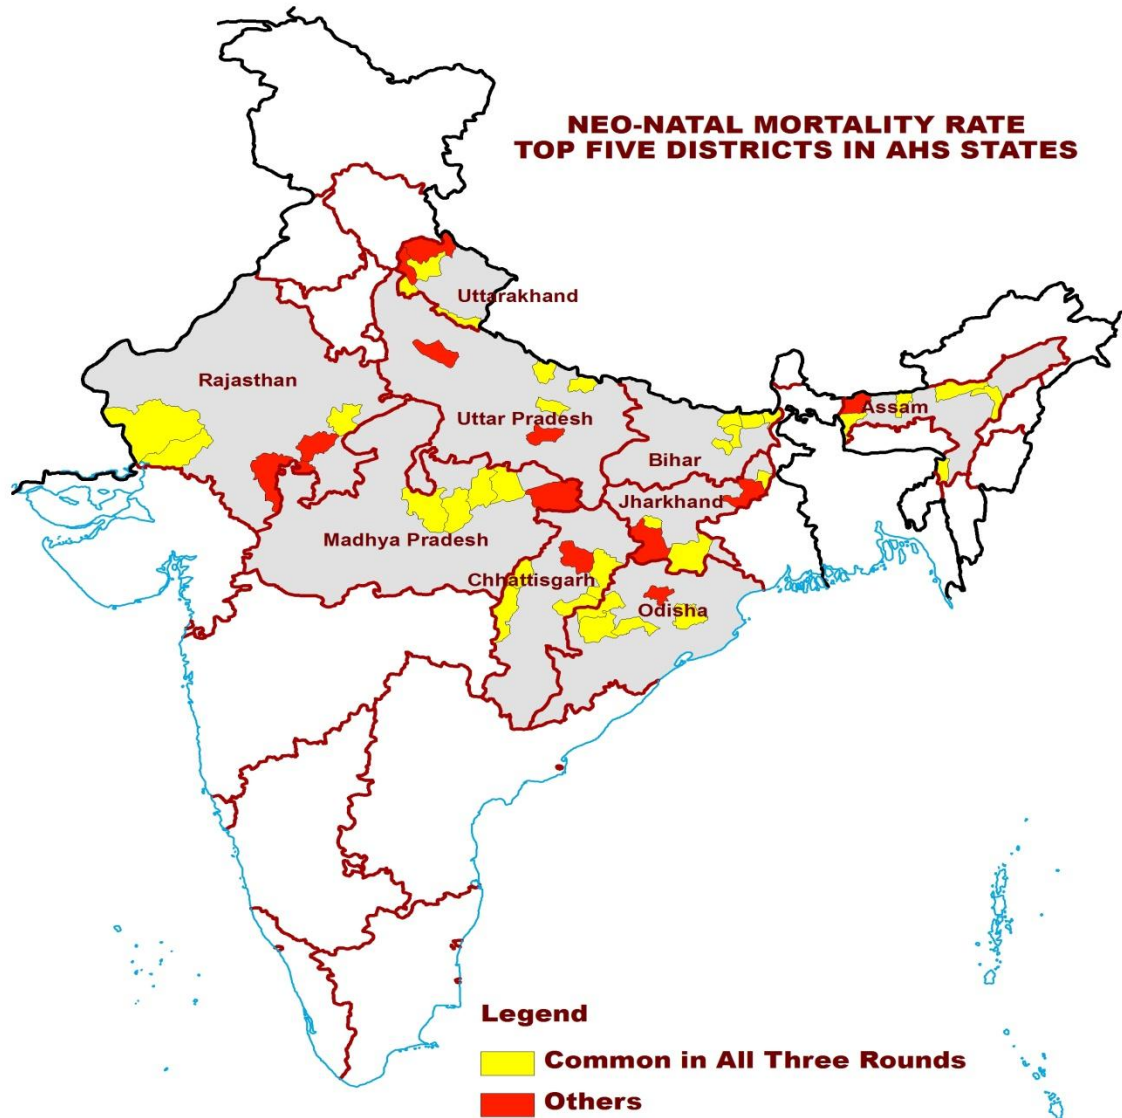 NEO-NATAL MORTALITY RATE
TOP FIVE DISTRICTS IN AHS STATES
Uttarakhand
Rajasthan
Assam
Uttar Pradesh
Bihar
Jharkhand
Madhya Pradesh
Chhattisgarh
Odisha
Legend
Common in All Three Rounds
Others